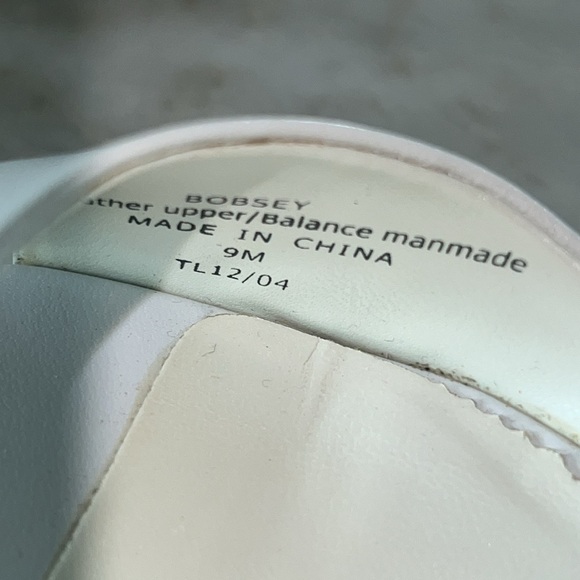 BOBSEY
ather upper/Balance manmade
MADE IN CHINA
9M
TL12/04